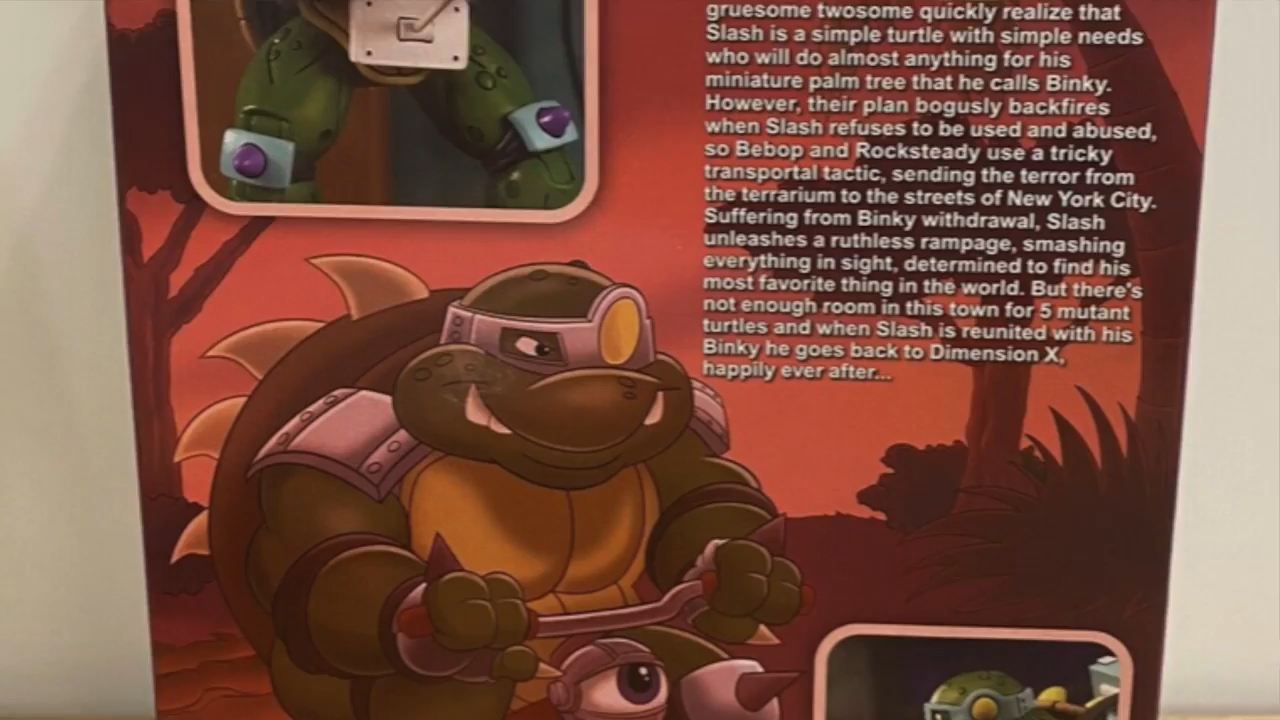 gruesome twosome quickly realize that
Slash is a simple turtle with simple needs
who will do almost anything for his
miniature palm tree that he calls Binky.
However, their plan bogusly backfires
when Slash refuses to be used and abused,
so Bebop and Rocksteady use a tricky
transportal tactic, sending the terror from
the terrarium to the streets of New York City.
Suffering from Binky withdrawal, Slash
unleashes a ruthless rampage, smashing
everything in sight, determined to find his
most favorite thing in the world. But there's
not enough room in this town for 5 mutant
turtles and when Slash is reunited with his
Binky he goes back to Dimension X,
happily ever after...